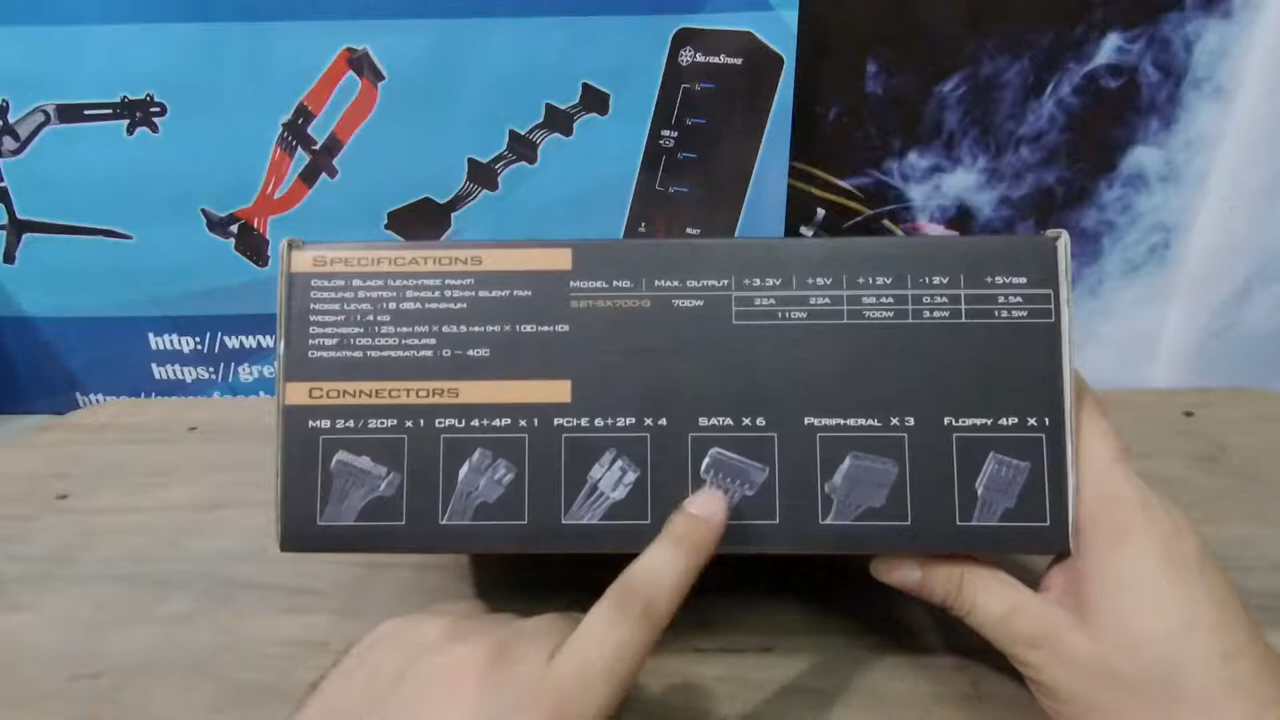 SILVERSTONE
USB 3.0
SELECT
http://www
https://gre
SPECIFICATIONS
COLOR : BLACK (LEAD-FREE PAINT)
COOLING SYSTEM : SINGLE 92MM SILENT FAN
NOISE LEVEL : 18 DBA MINIMUM
WEIGHT : 1.4 KG
DIMENSION : 125 MM (W) × 63.5 MM (H) × 100 MM (D)
MTBF : 100,000 HOURS
OPERATING TEMPERATURE : 0 ~ 40C
MODEL NO. MAX. OUTPUT +3.3V +5V +12V -12V +5VSB
SST-SX700-G 700W 22A 22A 58.4A 0.3A 2.5A
110W 700W 3.6W 12.5W
CONNECTORS
MB 24 / 20P X 1 CPU 4+4P X 1 PCI-E 6+2P X 4 SATA X 6 PERIPHERAL X 3 FLOPPY 4P X 1